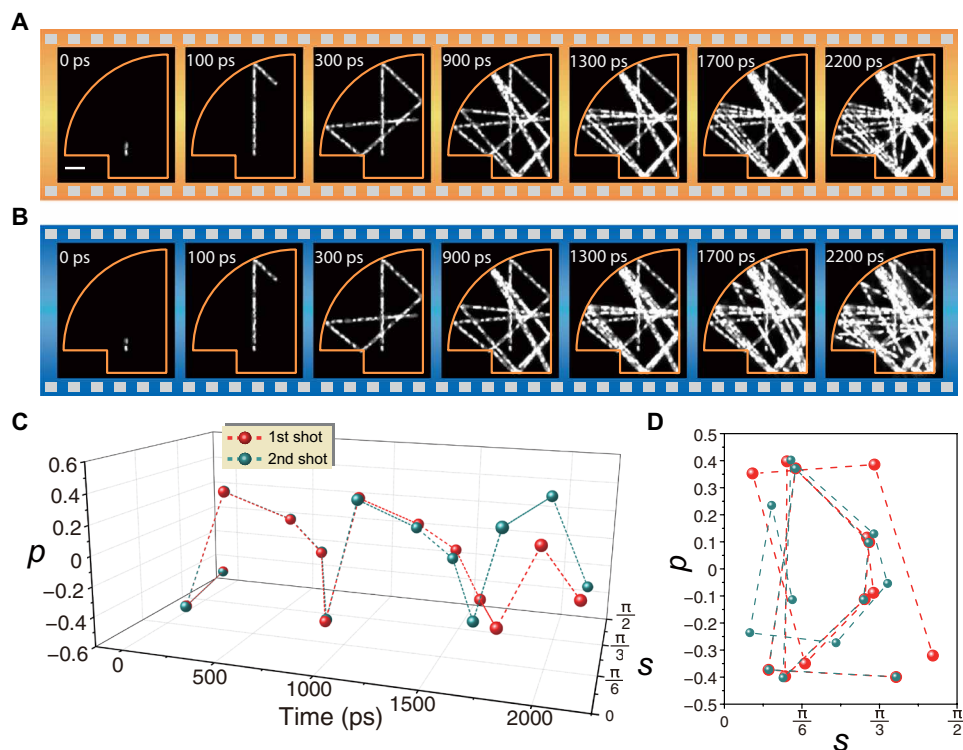 A
0 ps
100 ps
300 ps
900 ps
1300 ps
1700 ps
2200 ps
B
0 ps
100 ps
300 ps
900 ps
1300 ps
1700 ps
2200 ps
C
1st shot
2nd shot
0.6
0.4
0.2
0
−0.2
−0.4
−0.6
p
0
500
1000
1500
2000
Time (ps)
0
π/6
π/3
π/2
s
D
0.5
0.4
0.3
0.2
0.1
0
−0.1
−0.2
−0.3
−0.4
−0.5
p
0
π/6
π/3
π/2
s